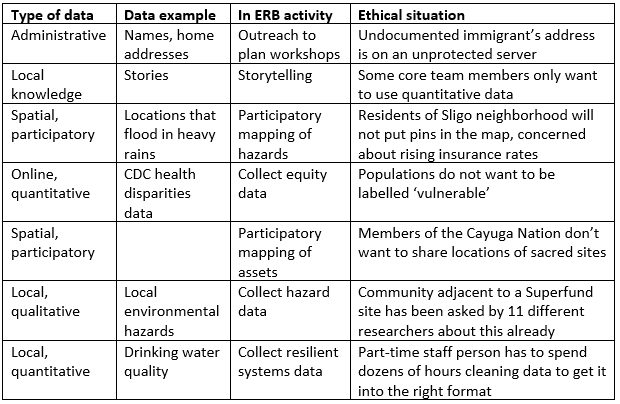 Type of data Data example In ERB activity Ethical situation
Administrative Names, home Outreach to Undocumented immigrant's address
addresses plan workshops is on an unprotected server
Local Stories Storytelling Some core team members only want
knowledge to use quantitative data
Spatial, Locations that Participatory Residents of Sligo neighborhood will
participatory flood in heavy mapping of not put pins in the map, concerned
rains hazards about rising insurance rates
Online, CDC health Collect equity Populations do not want to be
quantitative disparities data labelled 'vulnerable'
data
Spatial, Participatory Members of the Cayuga Nation don't
participatory mapping of want to share locations of sacred sites
assets
Local, Local Collect hazard Community adjacent to a Superfund
qualitative environmental data site has been asked by 11 different
hazards researchers about this already
Local, Drinking water Collect resilient Part-time staff person has to spend
quantitative quality systems data dozens of hours cleaning data to get it
into the right format